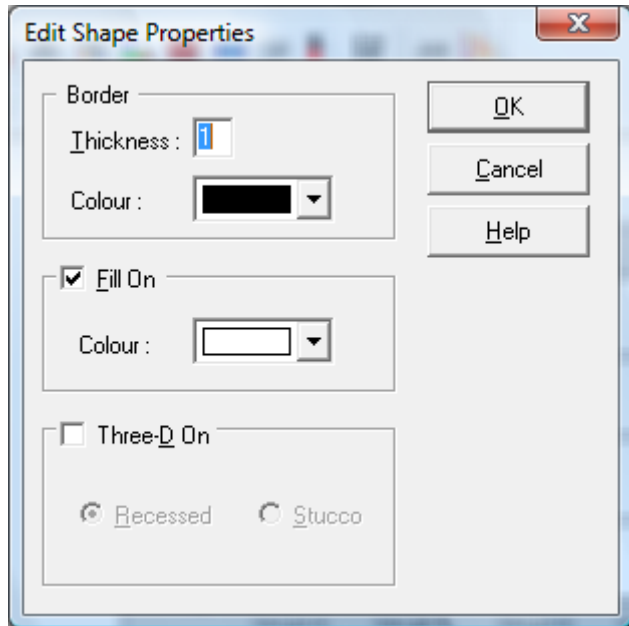 Edit Shape Properties
Border
Thickness : 1
Colour :
Fill On
Colour :
Three-D On
Recessed Stucco
OK
Cancel
Help